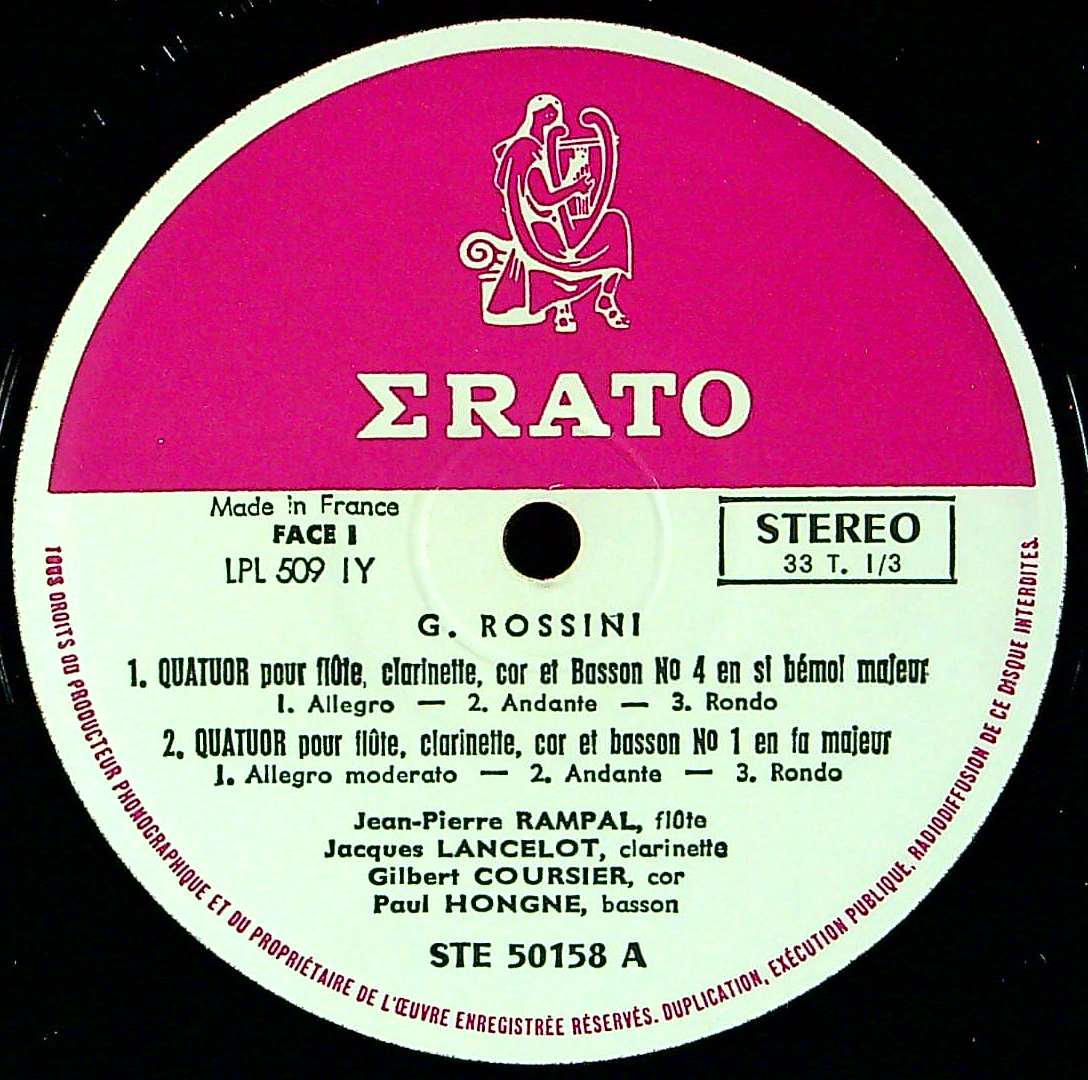 ΣRATO
Made in France
FACE 1
LPL 509 1Y
STEREO
33 T. 1/3
G. ROSSINI
1. QUATUOR pour flûte, clarinette, cor et Basson No 4 en si bémol majeur
1. Allegro — 2. Andante — 3. Rondo
2. QUATUOR pour flûte, clarinette, cor et basson No 1 en fa majeur
1. Allegro moderato — 2. Andante — 3. Rondo
Jean-Pierre RAMPAL, flûte
Jacques LANCELOT, clarinette
Gilbert COURSIER, cor
Paul HONGNE, basson
STE 50158 A
TOUS DROITS DU PRODUCTEUR PHONOGRAPHIQUE ET DU PROPRIÉTAIRE DE L'ŒUVRE ENREGISTRÉE RÉSERVÉS. DUPLICATION, EXÉCUTION PUBLIQUE, RADIODIFFUSION DE CE DISQUE INTERDITES.